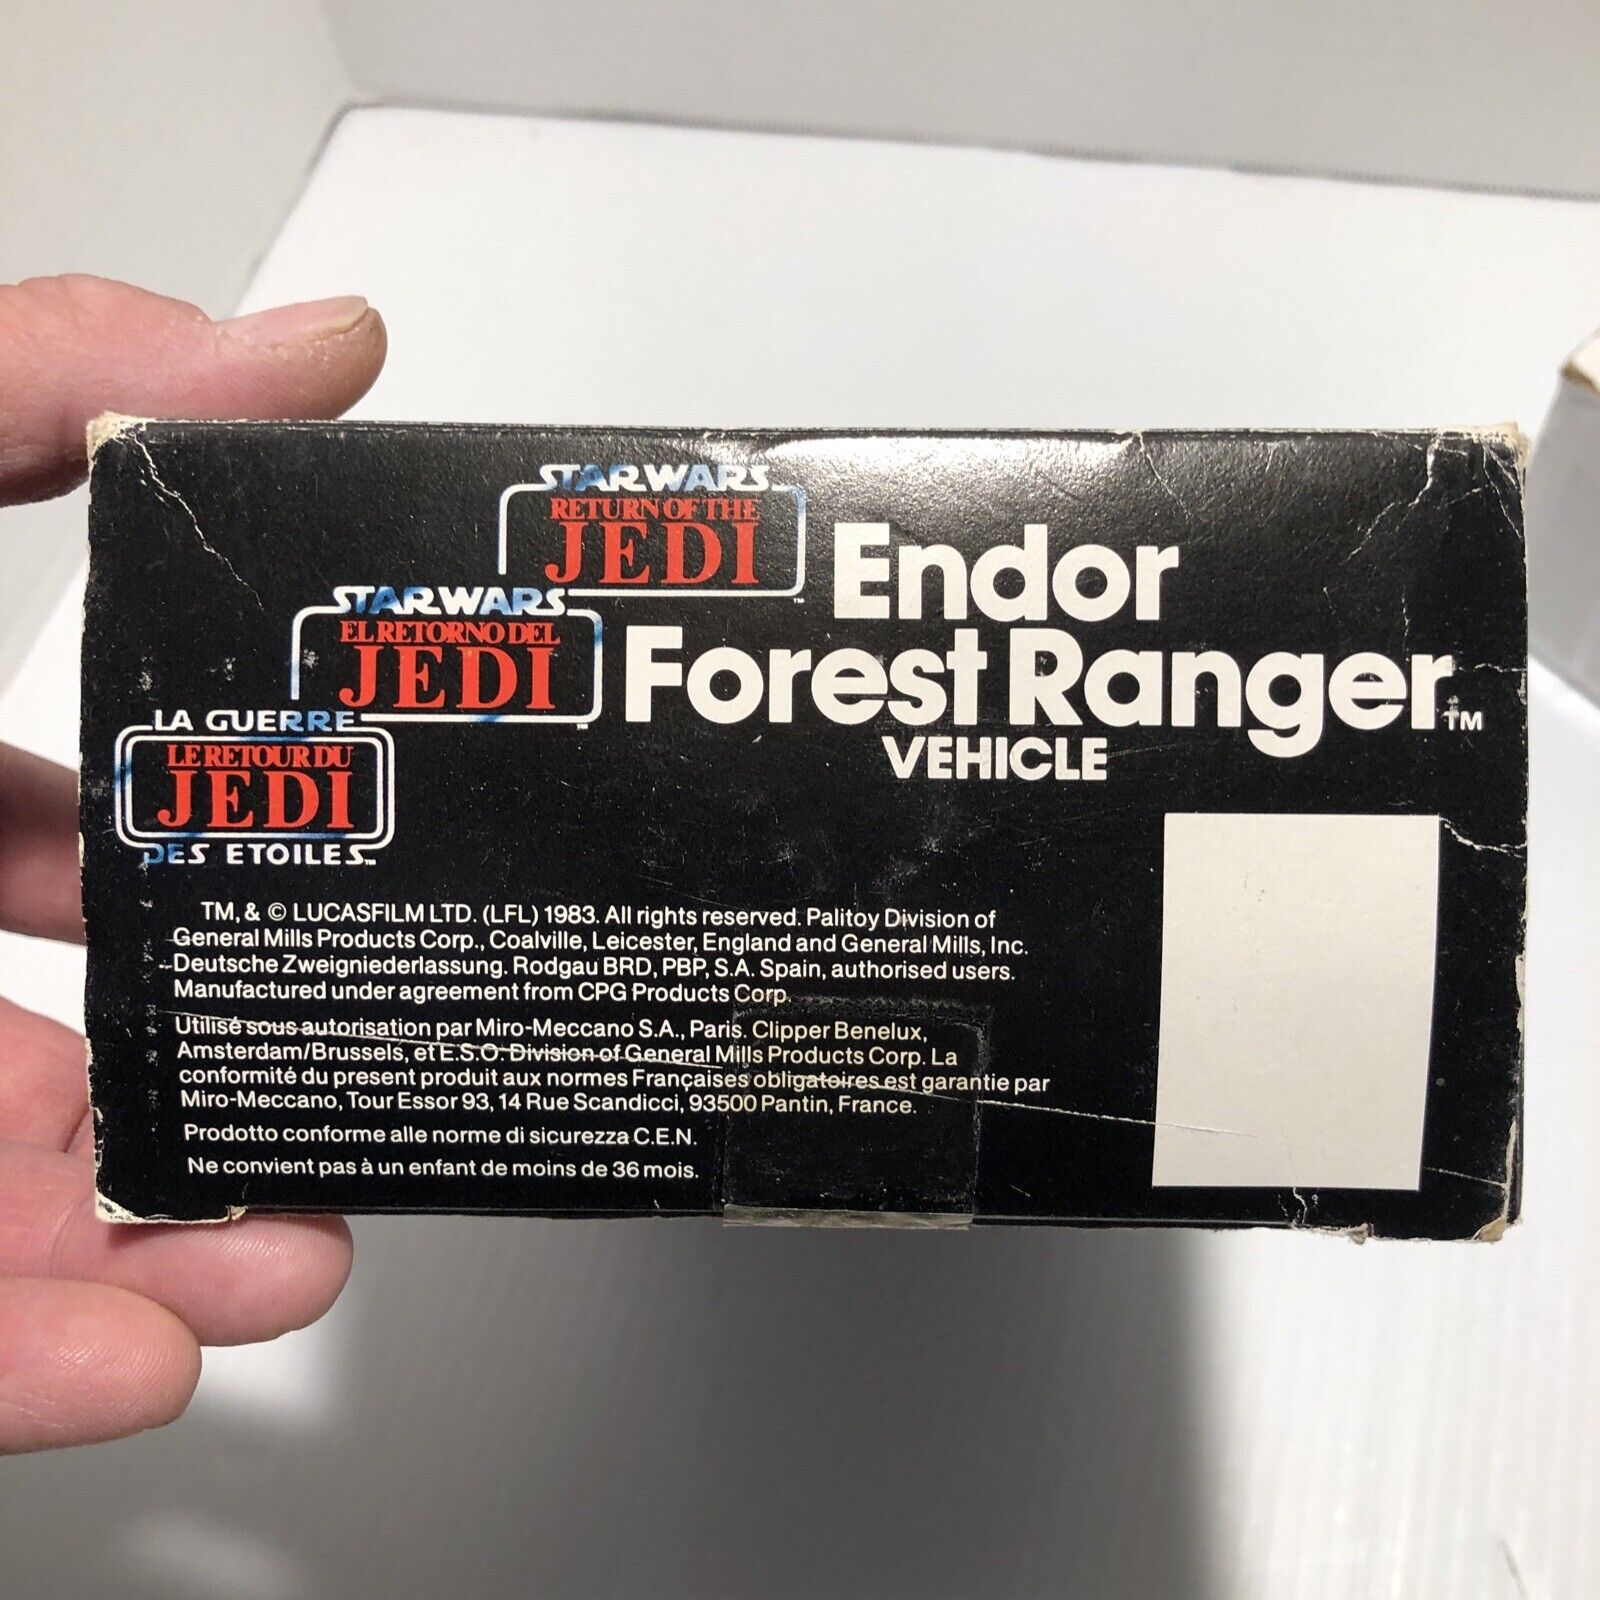 STAR WARS
RETURN OF THE
JEDI
TM
STAR WARS
EL RETORNO DEL
JEDI
TM
LA GUERRE
LE RETOUR DU
JEDI
DES ETOILES TM
Endor
Forest Ranger TM
VEHICLE
TM, & © LUCASFILM LTD. (LFL) 1983. All rights reserved. Palitoy Division of
General Mills Products Corp., Coalville, Leicester, England and General Mills, Inc.
Deutsche Zweigniederlassung. Rodgau BRD, PBP, S.A. Spain, authorised users.
Manufactured under agreement from CPG Products Corp.
Utilisé sous autorisation par Miro-Meccano S.A., Paris. Clipper Benelux,
Amsterdam/Brussels, et E.S.O. Division of General Mills Products Corp. La
conformité du present produit aux normes Françaises obligatoires est garantie par
Miro-Meccano, Tour Essor 93, 14 Rue Scandicci, 93500 Pantin, France.
Prodotto conforme alle norme di sicurezza C.E.N.
Ne convient pas à un enfant de moins de 36 mois.